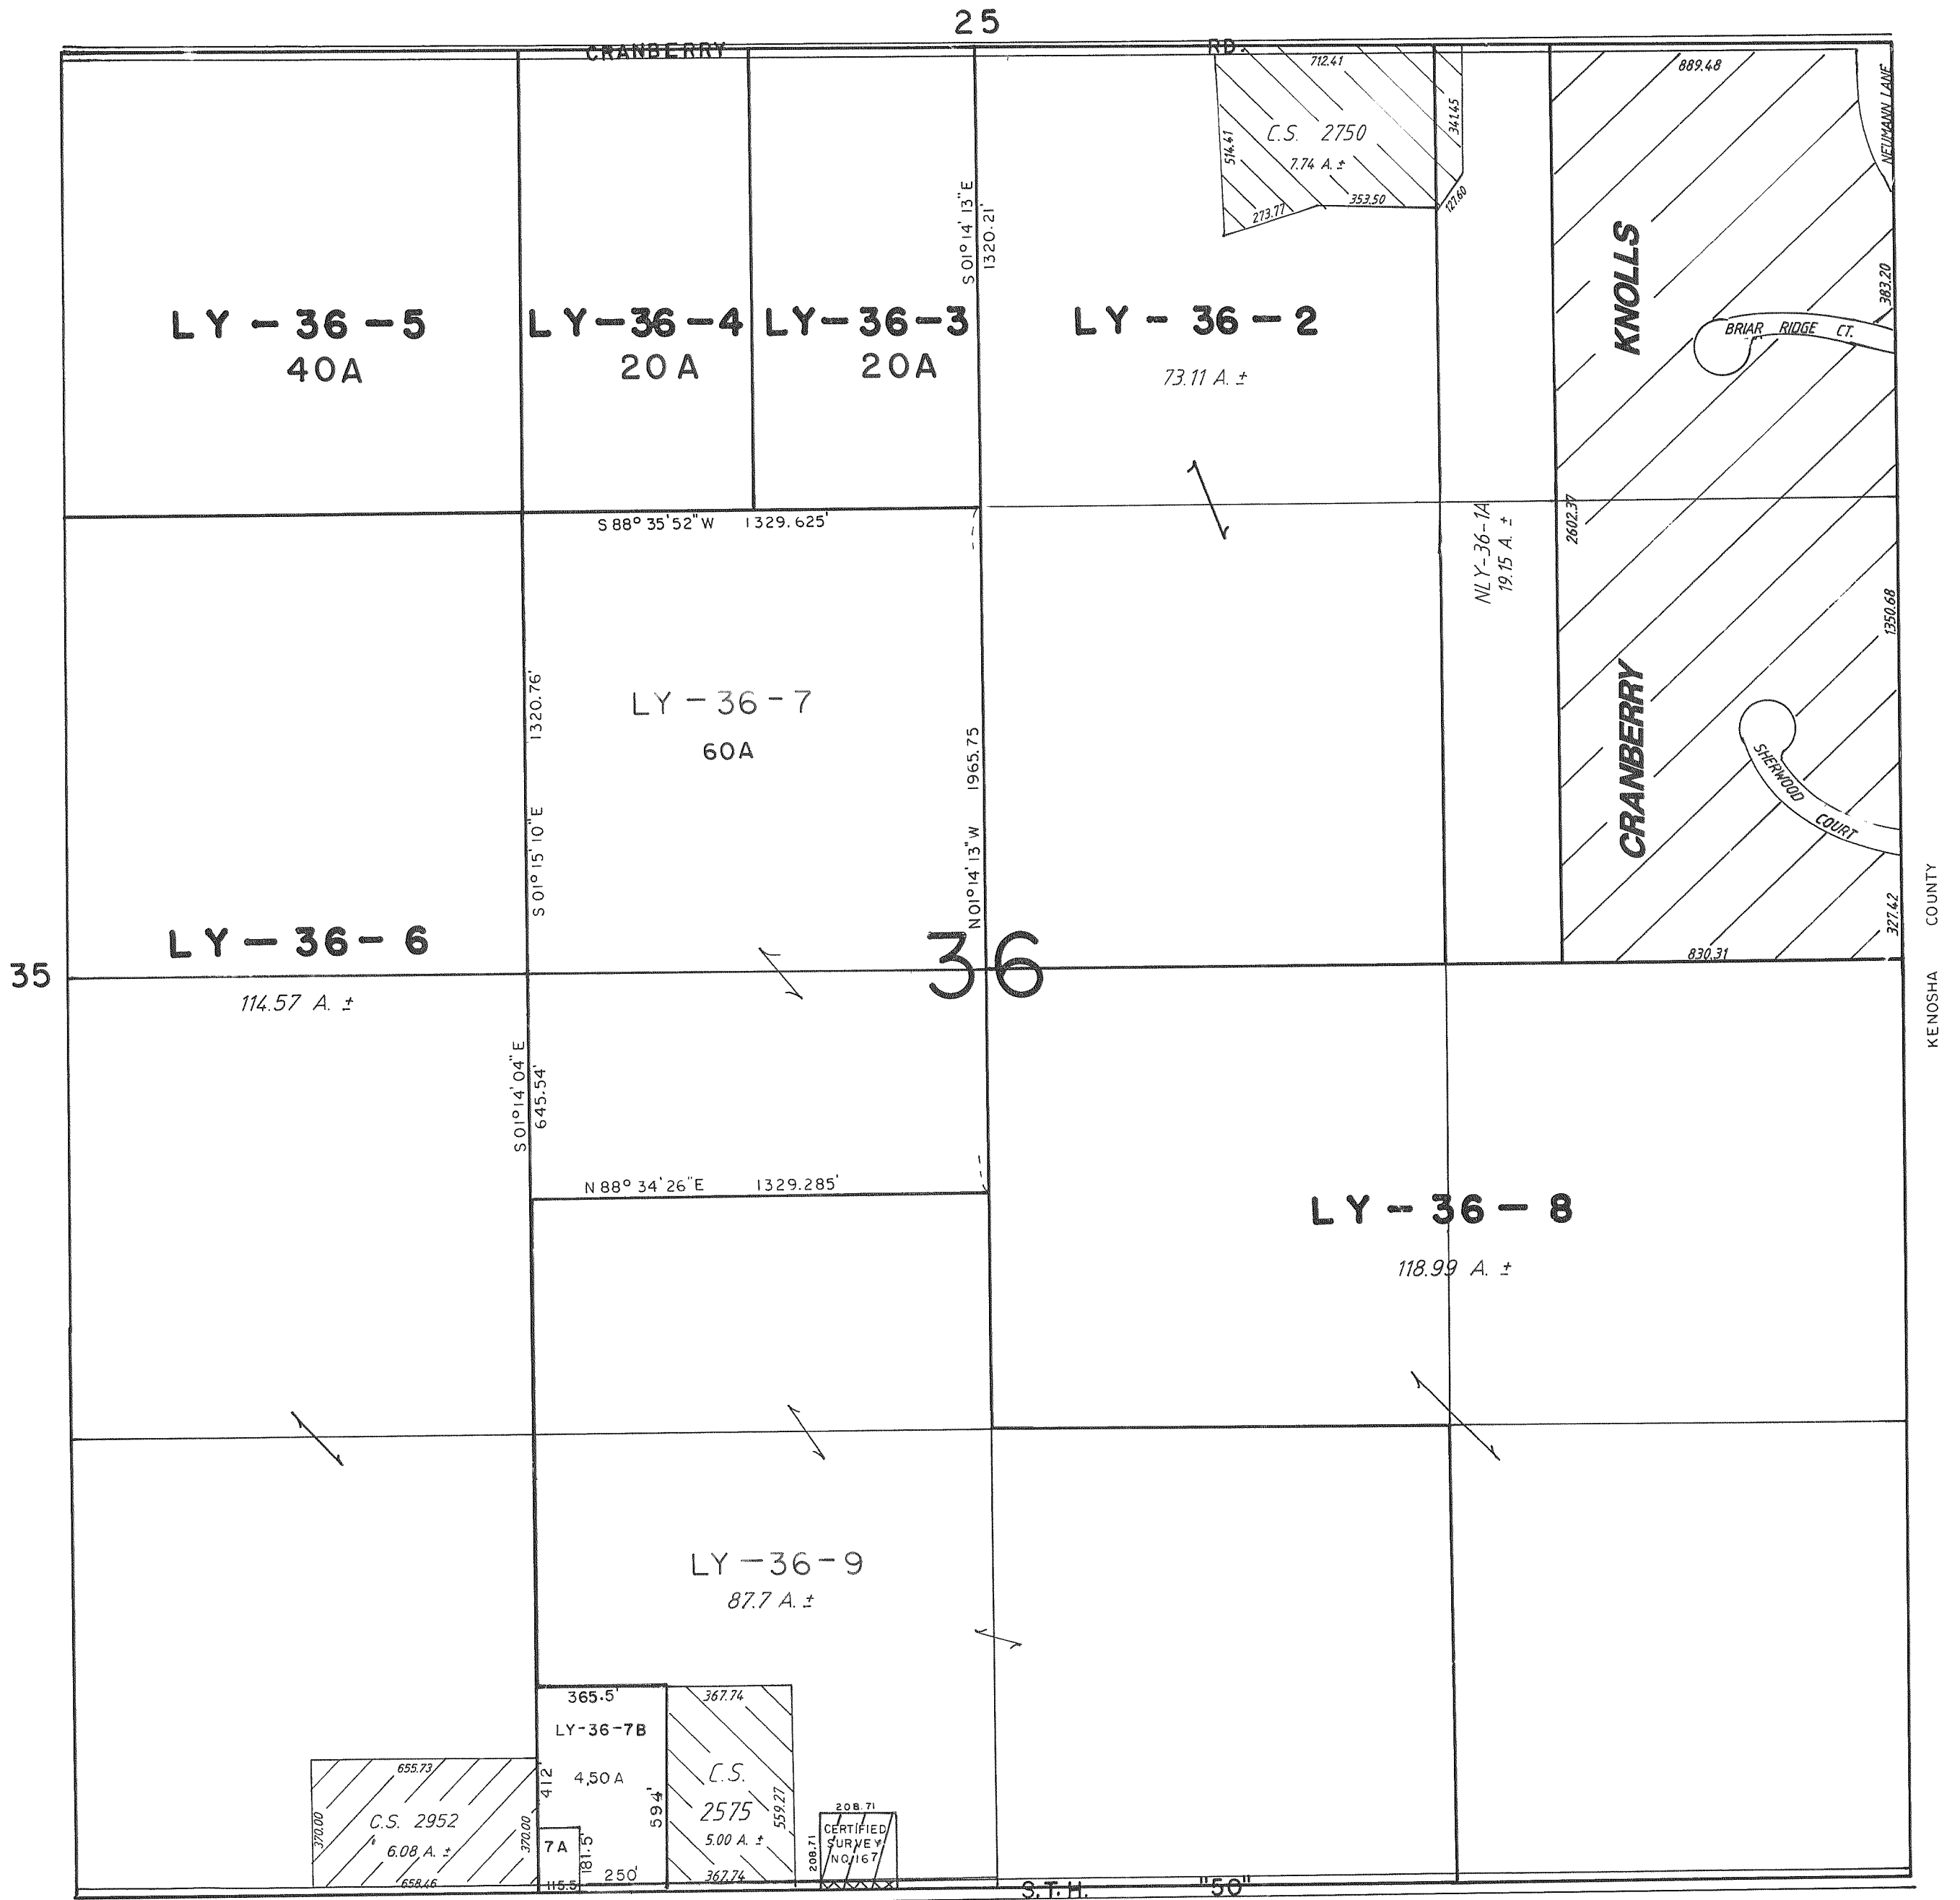 25
CRANBERRY RD.
712.41
889.48
NEUMANN LANE
C.S. 2750
7.74 A. ±
514.41
341.45
273.77
353.50
127.60
S 01° 14' 13" E
1320.21'
KNOLLS
383.20
BRIAR RIDGE CT.
LY-36-5
40A
LY-36-4
20A
LY-36-3
20A
LY-36-2
73.11 A. ±
S 88° 35' 52" W 1329.625'
NLY-36-1A
19.15 A. ±
2602.37
1350.68
1320.76'
S 01° 15' 10" E
LY-36-7
60A
1965.75
N 01° 14' 13" W
CRANBERRY
SHERWOOD COURT
327.42
830.31
KENOSHA COUNTY
LY-36-6
35
114.57 A. ±
36
S 01° 14' 04" E
645.54'
N 88° 34' 26" E 1329.285'
LY-36-8
118.99 A. ±
LY-36-9
87.7 A. ±
365.5'
LY-36-7B
4.50 A
412'
594'
7A
181.5'
115.5
250'
367.74
C.S.
2575
5.00 A. ±
559.27
367.74
655.73
C.S. 2952
6.08 A. ±
370.00
370.00
658.46
208.71
208.71
CERTIFIED
SURVEY
NO. 167
S.T.H. "50"